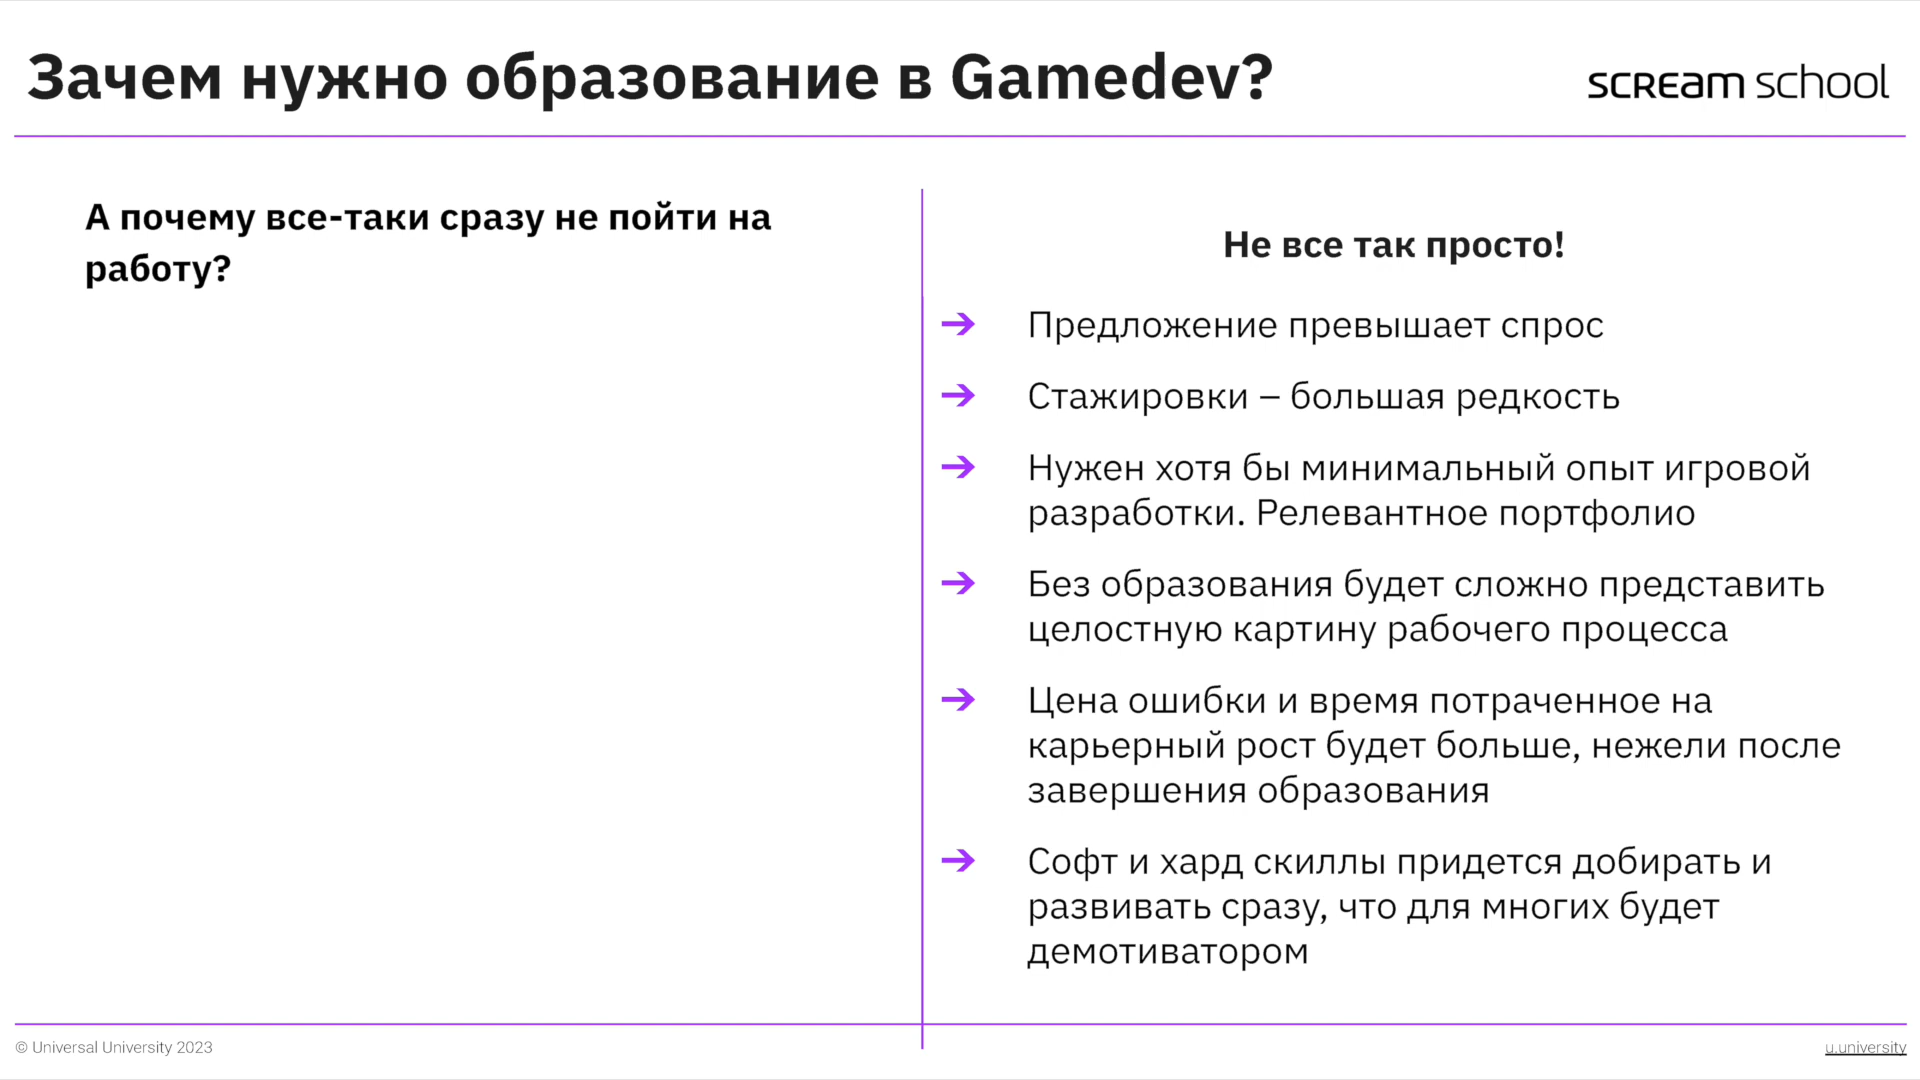 Зачем нужно образование в Gamedev?
SCREAM SCHOOL
А почему все-таки сразу не пойти на
работу?
Не все так просто!
➔ Предложение превышает спрос
➔ Стажировки – большая редкость
➔ Нужен хотя бы минимальный опыт игровой
разработки. Релевантное портфолио
➔ Без образования будет сложно представить
целостную картину рабочего процесса
➔ Цена ошибки и время потраченное на
карьерный рост будет больше, нежели после
завершения образования
➔ Софт и хард скиллы придется добирать и
развивать сразу, что для многих будет
демотиватором
© Universal University 2023
u.university